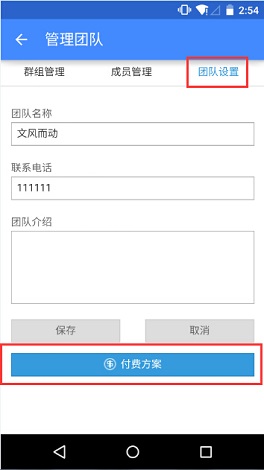 2:54
管理团队
群组管理 成员管理 团队设置
团队名称
文风而动
联系电话
111111
团队介绍
保存 取消
付费方案